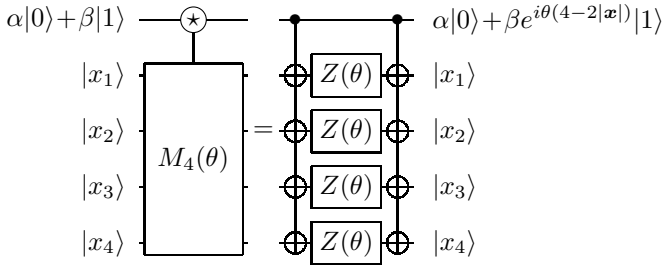 α|0⟩+β|1⟩ ⋆ α|0⟩+βe^{iθ(4−2|x|)}|1⟩
|x₁⟩ Z(θ) |x₁⟩
|x₂⟩ = Z(θ) |x₂⟩
M₄(θ)
|x₃⟩ Z(θ) |x₃⟩
|x₄⟩ Z(θ) |x₄⟩